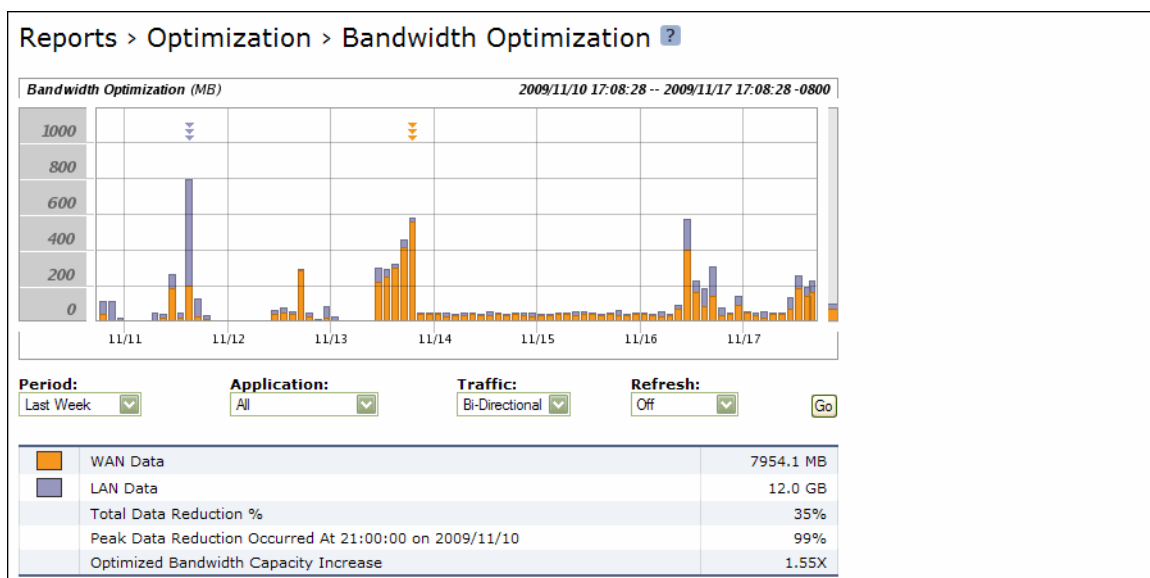 Reports > Optimization > Bandwidth Optimization ?
Bandwidth Optimization (MB) 2009/11/10 17:08:28 -- 2009/11/17 17:08:28 -0800
1000
800
600
400
200
0
11/11 11/12 11/13 11/14 11/15 11/16 11/17
Period: Application: Traffic: Refresh:
Last Week All Bi-Directional Off Go
WAN Data 7954.1 MB
LAN Data 12.0 GB
Total Data Reduction % 35%
Peak Data Reduction Occurred At 21:00:00 on 2009/11/10 99%
Optimized Bandwidth Capacity Increase 1.55X